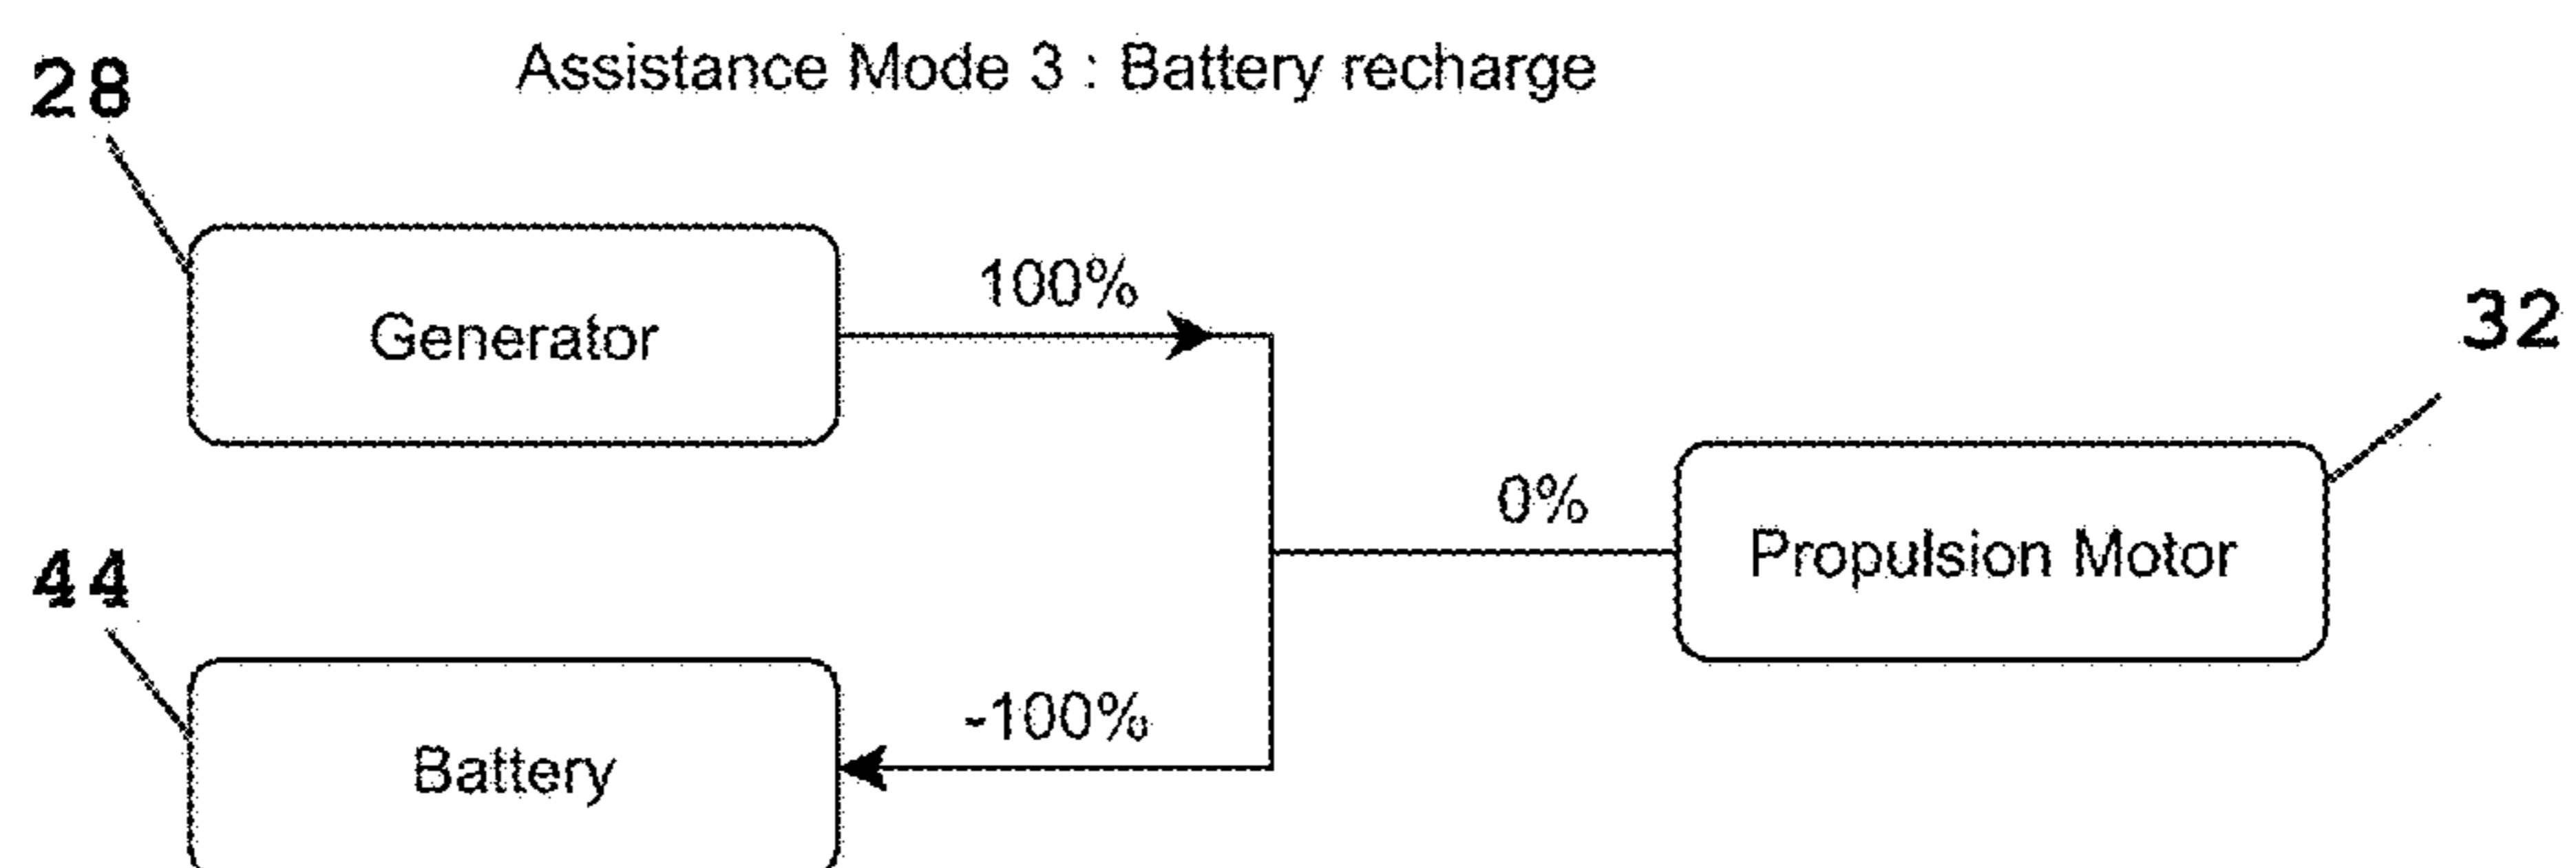 Assistance Mode 3 : Battery recharge
28
Generator
100%
32
0%
Propulsion Motor
44
-100%
Battery